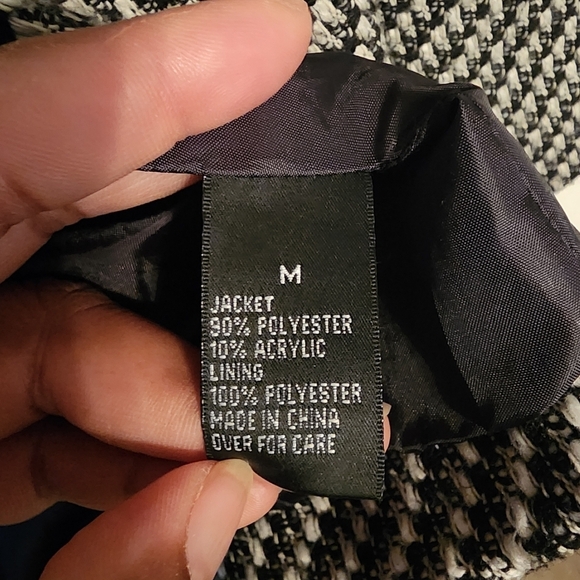 M
JACKET
90% POLYESTER
10% ACRYLIC
LINING
100% POLYESTER
MADE IN CHINA
OVER FOR CARE